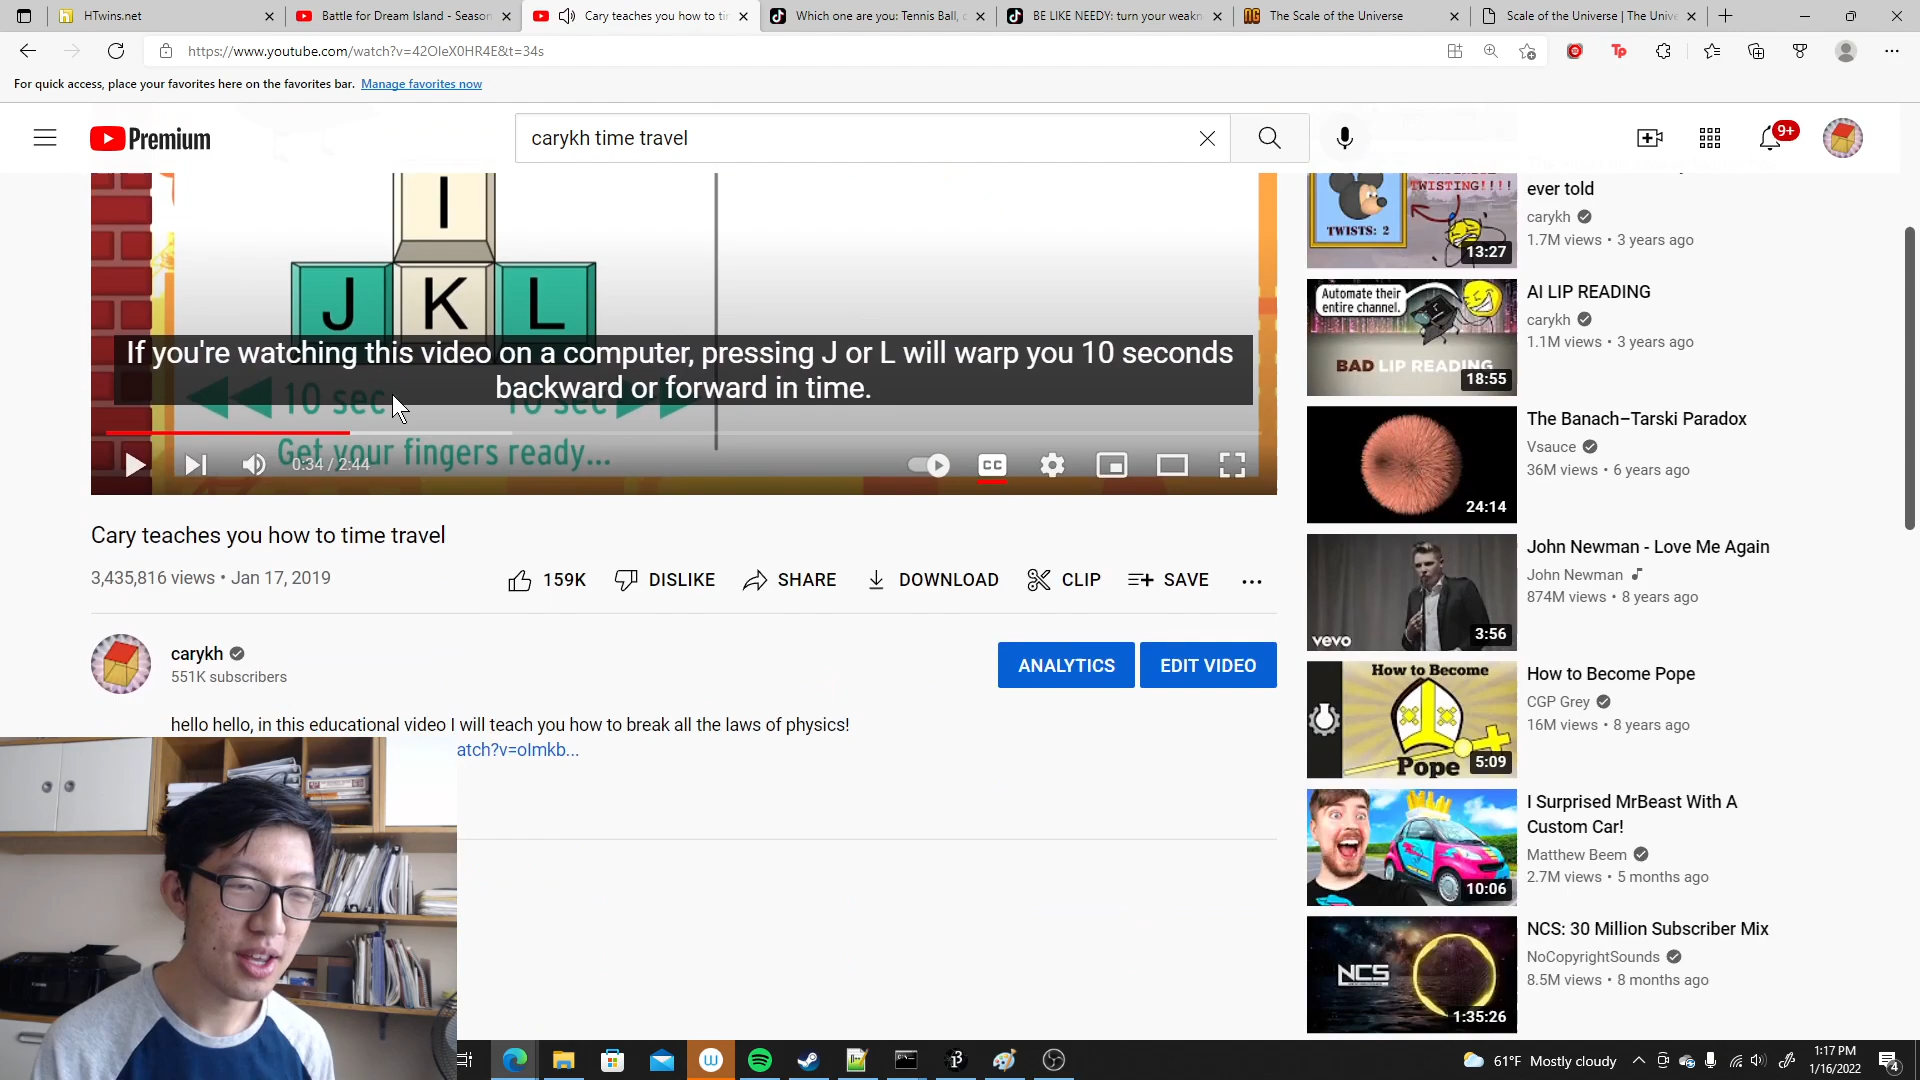 HTwins.net
Battle for Dream Island - Season
Cary teaches you how to tir
Which one are you: Tennis Ball, c
BE LIKE NEEDY: turn your weakn
The Scale of the Universe
Scale of the Universe | The Unive
https://www.youtube.com/watch?v=42OIeX0HR4E&t=34s
For quick access, place your favorites here on the favorites bar. Manage favorites now
Premium
carykh time travel
9+
I
J K L
If you're watching this video on a computer, pressing J or L will warp you 10 seconds
backward or forward in time.
10 sec 10 sec
Get your fingers ready...
0:34 / 2:44
CC
Cary teaches you how to time travel
3,435,816 views • Jan 17, 2019
159K DISLIKE SHARE DOWNLOAD CLIP SAVE
carykh
551K subscribers
ANALYTICS EDIT VIDEO
hello hello, in this educational video I will teach you how to break all the laws of physics!
atch?v=olmkb...
TWISTING!!!!
TWISTS: 2
13:27
ever told
carykh
1.7M views • 3 years ago
Automate their
entire channel.
BAD LIP READING
18:55
AI LIP READING
carykh
1.1M views • 3 years ago
24:14
The Banach–Tarski Paradox
Vsauce
36M views • 6 years ago
vevo
3:56
John Newman - Love Me Again
John Newman
874M views • 8 years ago
How to Become
Pope
5:09
How to Become Pope
CGP Grey
16M views • 8 years ago
10:06
I Surprised MrBeast With A
Custom Car!
Matthew Beem
2.7M views • 5 months ago
NCS
1:35:26
NCS: 30 Million Subscriber Mix
NoCopyrightSounds
8.5M views • 8 months ago
61°F Mostly cloudy
1:17 PM
1/16/2022
4